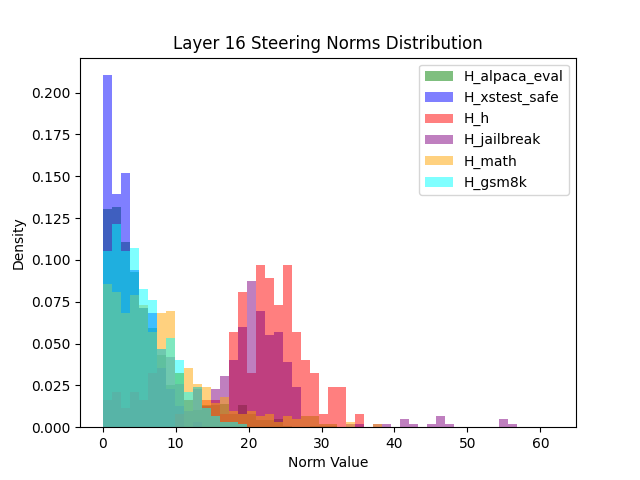 Layer 16 Steering Norms Distribution
H_alpaca_eval
H_xstest_safe
H_h
H_jailbreak
H_math
H_gsm8k
0.200
0.175
0.150
0.125
0.100
0.075
0.050
0.025
0.000
Density
0 10 20 30 40 50 60
Norm Value